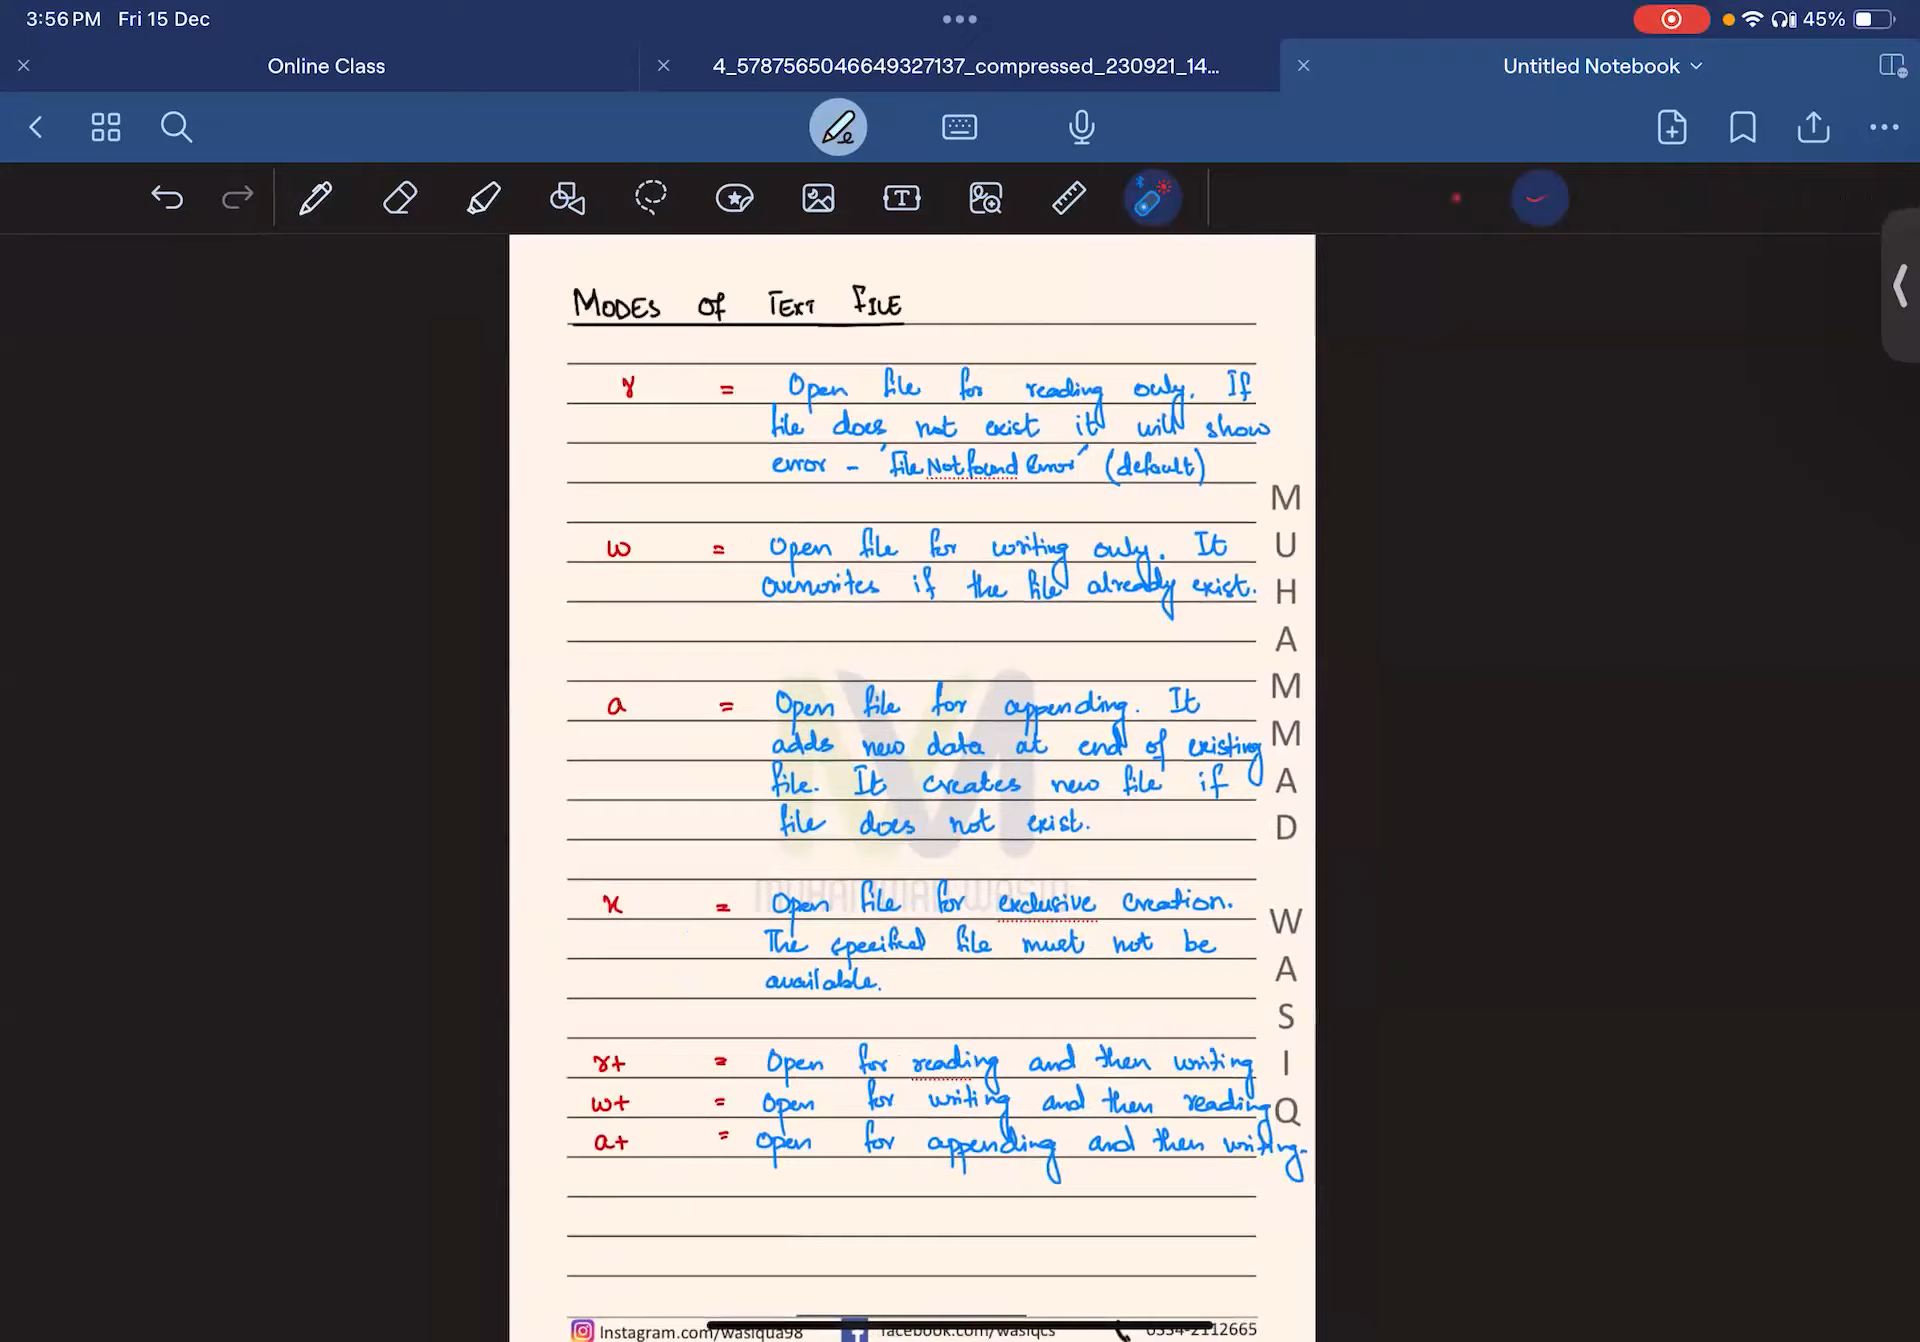 3:56 PM Fri 15 Dec
45%
Online Class
4_5787565046649327137_compressed_230921_14...
Untitled Notebook
MODES Of TEXT FILE
r = Open file for reading only. If
file does not exist it will show
error - "FileNotfound Error" (default)
w = Open file for writing only. It
overwrites if the file already exist.
a = Open file for appending. It
adds new data at end of existing
file. It creates new file if
file does not exist.
x = Open file for exclusive creation.
The specified file must not be
available.
r+ = Open for reading and then writing
w+ = Open for writing and then reading
a+ = Open for appending and then writing.
MUHAMMAD WASIQ
MUHAMMAD WASIQ
Instagram.com/wasiqua98 facebook.com/wasiqcs 0334-2112665